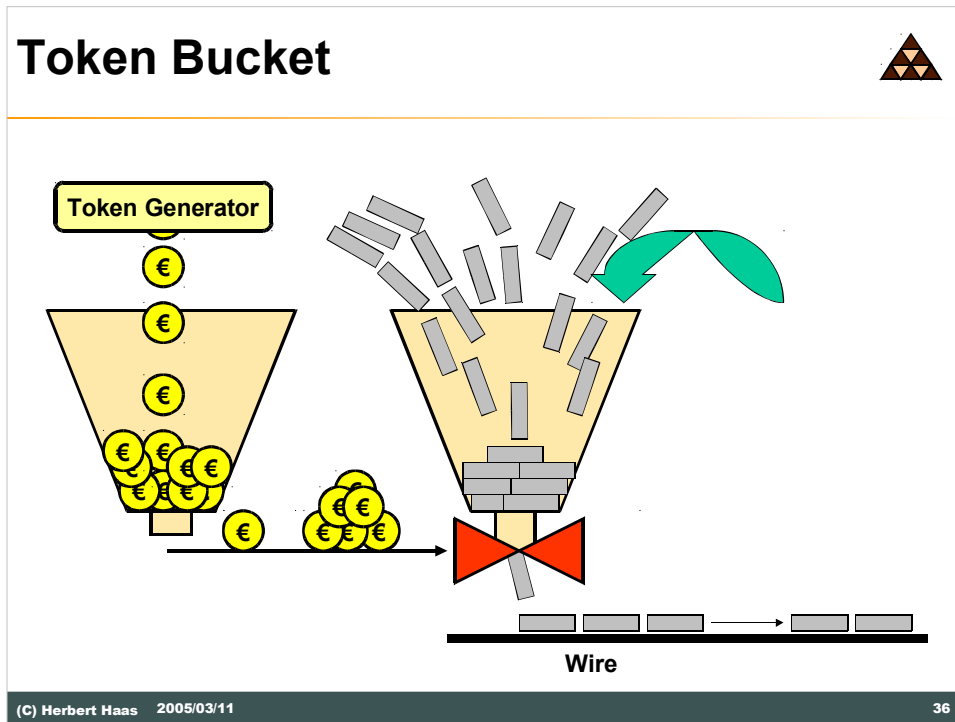 Token Bucket
Token Generator
€
€
€
€ € €
€ € €
€ € € €
€
€ €
€ € € €
Wire
(C) Herbert Haas 2005/03/11 36